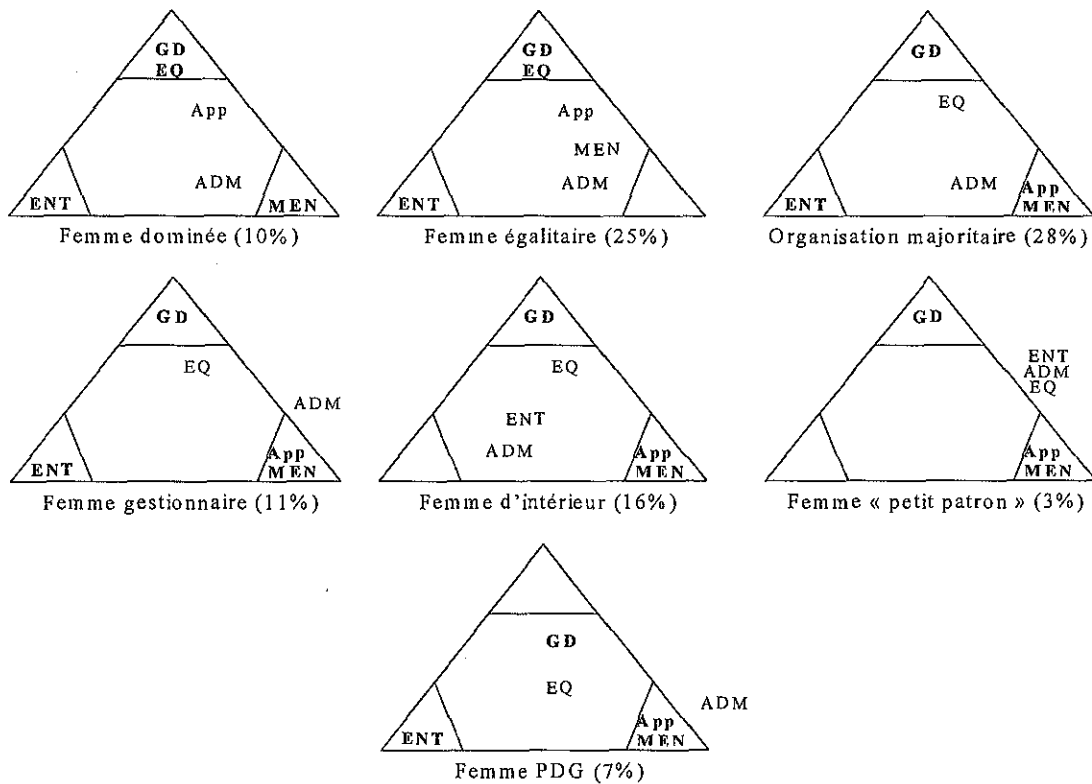 GD
EQ
App
ADM
ENT
MEN
Femme dominée (10%)
GD
EQ
App
MEN
ADM
ENT
Femme égalitaire (25%)
GD
EQ
ADM
App
ENT
MEN
Organisation majoritaire (28%)
GD
EQ
ADM
App
ENT
MEN
Femme gestionnaire (11%)
GD
EQ
ENT
ADM
App
MEN
Femme d'intérieur (16%)
GD
ENT
ADM
EQ
App
MEN
Femme « petit patron » (3%)
GD
EQ
ADM
App
ENT
MEN
Femme PDG (7%)